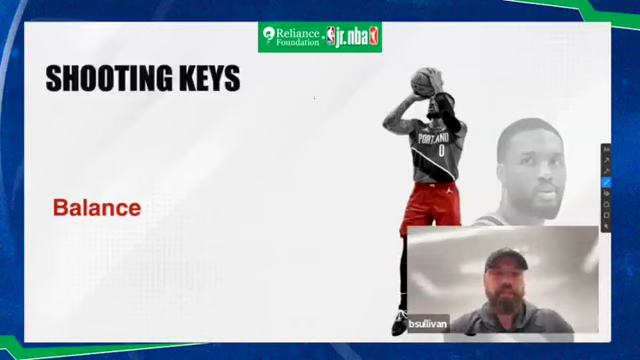 Reliance
Foundation
jr.nba
SHOOTING KEYS
PORTLAND
0
Balance
bsullivan